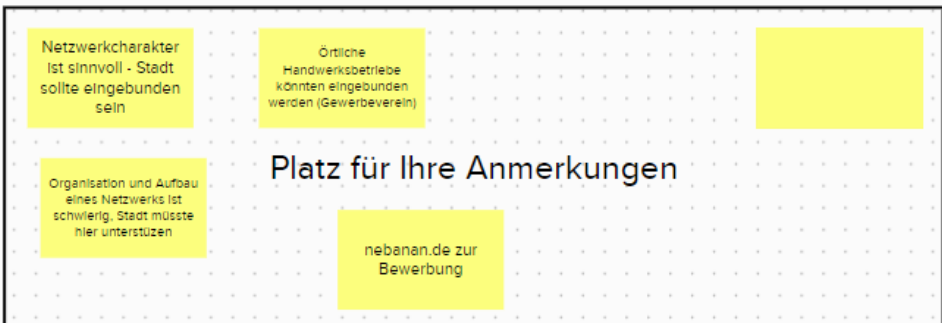 Netzwerkcharakter
ist sinnvoll - Stadt
sollte eingebunden
sein
Örtliche
Handwerksbetriebe
könnten eingebunden
werden (Gewerbeverein)
Platz für Ihre Anmerkungen
Organisation und Aufbau
eines Netzwerks ist
schwierig, Stadt müsste
hier unterstüzen
nebanan.de zur
Bewerbung